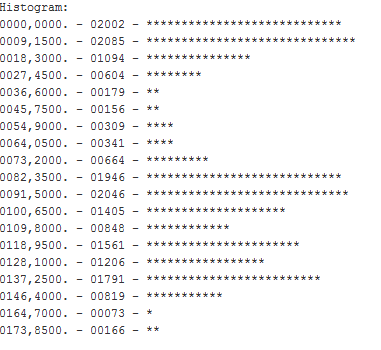 Histogram:
0000,0000. - 02002 - ****************************
0009,1500. - 02085 - ******************************
0018,3000. - 01094 - ***************
0027,4500. - 00604 - ********
0036,6000. - 00179 - **
0045,7500. - 00156 - **
0054,9000. - 00309 - ****
0064,0500. - 00341 - ****
0073,2000. - 00664 - *********
0082,3500. - 01946 - ****************************
0091,5000. - 02046 - *****************************
0100,6500. - 01405 - ********************
0109,8000. - 00848 - ************
0118,9500. - 01561 - **********************
0128,1000. - 01206 - *****************
0137,2500. - 01791 - *************************
0146,4000. - 00819 - ***********
0164,7000. - 00073 - *
0173,8500. - 00166 - **